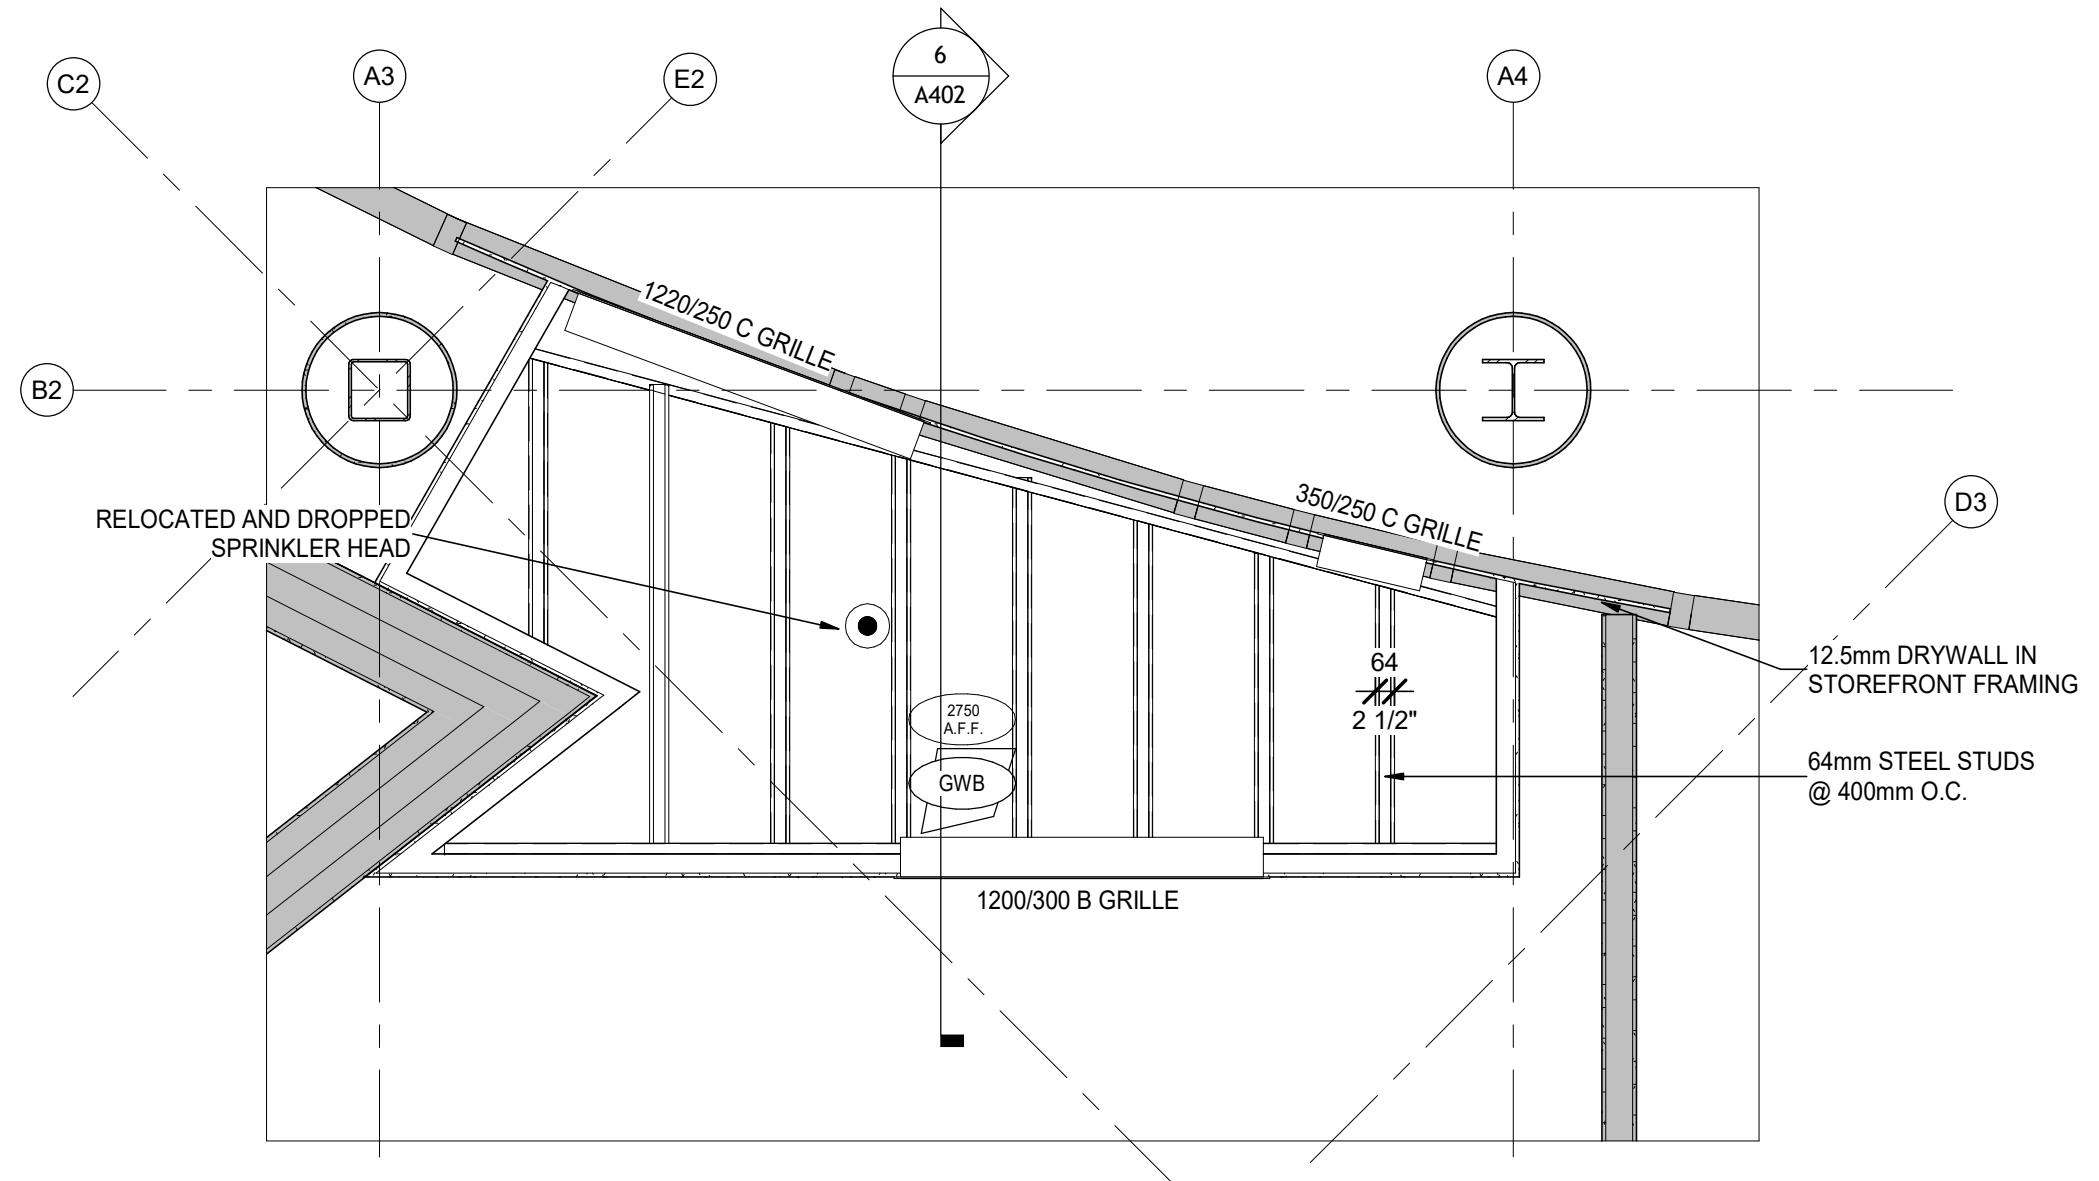 6
A402
C2
A3
E2
A4
1220/250 C GRILLE
B2
350/250 C GRILLE
D3
RELOCATED AND DROPPED
SPRINKLER HEAD
12.5mm DRYWALL IN
STOREFRONT FRAMING
64
2 1/2"
2750
A.F.F.
GWB
64mm STEEL STUDS
@ 400mm O.C.
1200/300 B GRILLE